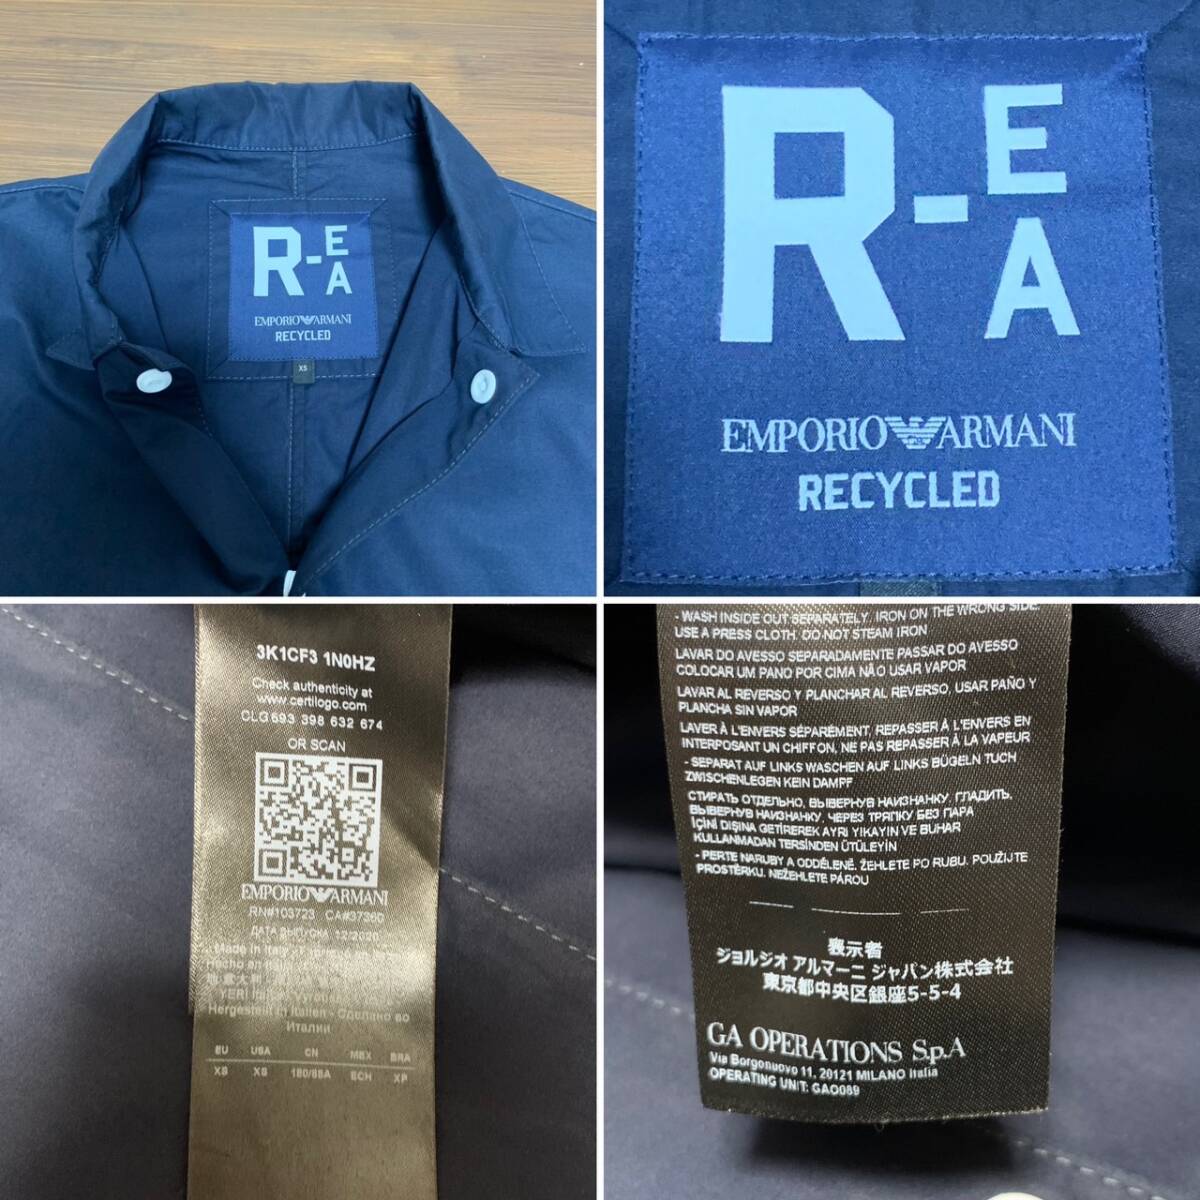 R-EA
EMPORIO ARMANI
RECYCLED
XS
R-EA
EMPORIO ARMANI
RECYCLED
3K1CF3 1N0HZ
Check authenticity at
www.certilogo.com
CLG 693 398 632 674
OR SCAN
EMPORIO ARMANI
RN#103723 CA#37360
ДАТА ВЫПУСКА 12/2020
Made in Italy
Hecho en
YERİ
Hergestellt in Italien - Сделано во
Италии
EU USA CN MEX BRA
XS XS 180/88A ECH XP
- WASH INSIDE OUT SEPARATELY. IRON ON THE WRONG SIDE.
USE A PRESS CLOTH. DO NOT STEAM IRON
LAVAR DO AVESSO SEPARADAMENTE PASSAR DO AVESSO
COLOCAR UM PANO POR CIMA NÃO USAR VAPOR
LAVAR AL REVERSO Y PLANCHAR AL REVERSO. USAR PAÑO Y
PLANCHA SIN VAPOR
LAVER À L'ENVERS SÉPARÉMENT, REPASSER À L'ENVERS EN
INTERPOSANT UN CHIFFON, NE PAS REPASSER À LA VAPEUR
- SEPARAT AUF LINKS WASCHEN AUF LINKS BÜGELN TUCH
ZWISCHENLEGEN KEIN DAMPF
СТИРАТЬ ОТДЕЛЬНО, ВЫВЕРНУВ НАИЗНАНКУ. ГЛАДИТЬ,
ВЫВЕРНУВ НАИЗНАНКУ, ЧЕРЕЗ ТРЯПКУ БЕЗ ПАРА
İÇİNİ DIŞINA GETİREREK AYRI YIKAYIN VE BUHAR
KULLANMADAN TERSİNDEN ÜTÜLEYİN
- PERTE NARUBY A ODDĚLENĚ. ŽEHLETE PO RUBU. POUŽIJTE
PROSTĚRKU. NEŽEHLETE PÁROU
表示者
ジョルジオ アルマーニ ジャパン株式会社
東京都中央区銀座5-5-4
GA OPERATIONS S.p.A
Via Borgonuovo 11, 20121 MILANO Italia
OPERATING UNIT: GAO089